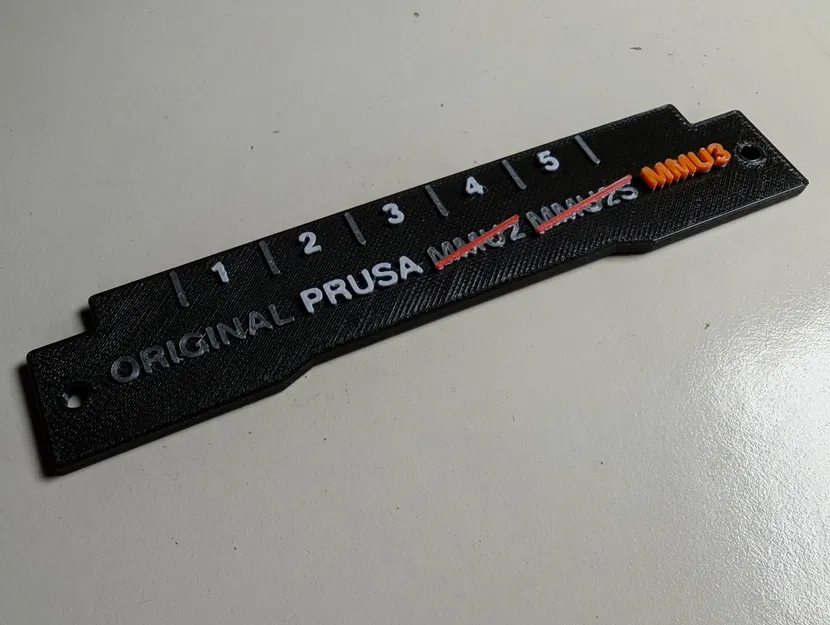 1 2 3 4 5
ORIGINAL PRUSA MMU2 MMU2S MMU3